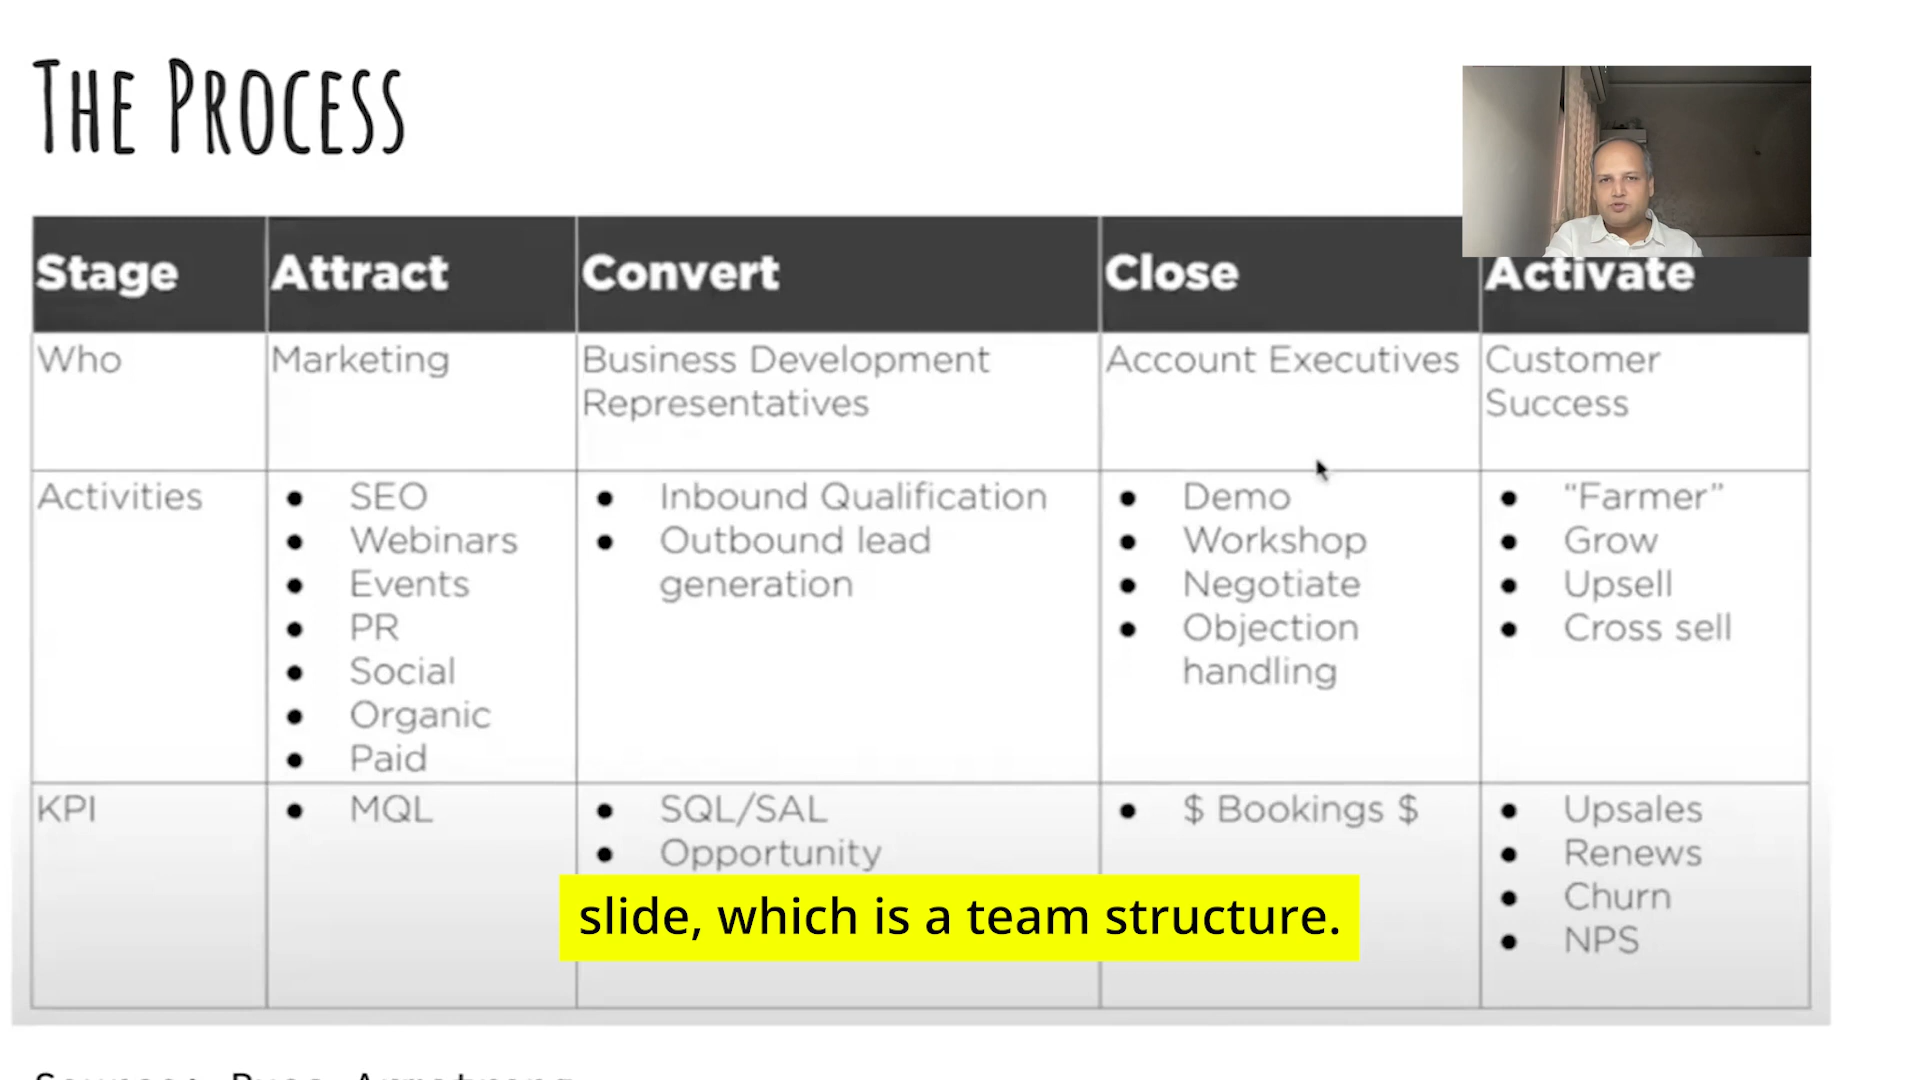 The Process
Stage
Attract
Convert
Close
Activate
Who
Marketing
Business Development
Representatives
Account Executives
Customer
Success
Activities
● SEO
● Webinars
● Events
● PR
● Social
● Organic
● Paid
● Inbound Qualification
● Outbound lead
generation
● Demo
● Workshop
● Negotiate
● Objection
handling
● “Farmer”
● Grow
● Upsell
● Cross sell
KPI
● MQL
● SQL/SAL
● Opportunity
● $ Bookings $
● Upsales
● Renews
● Churn
● NPS
slide, which is a team structure.